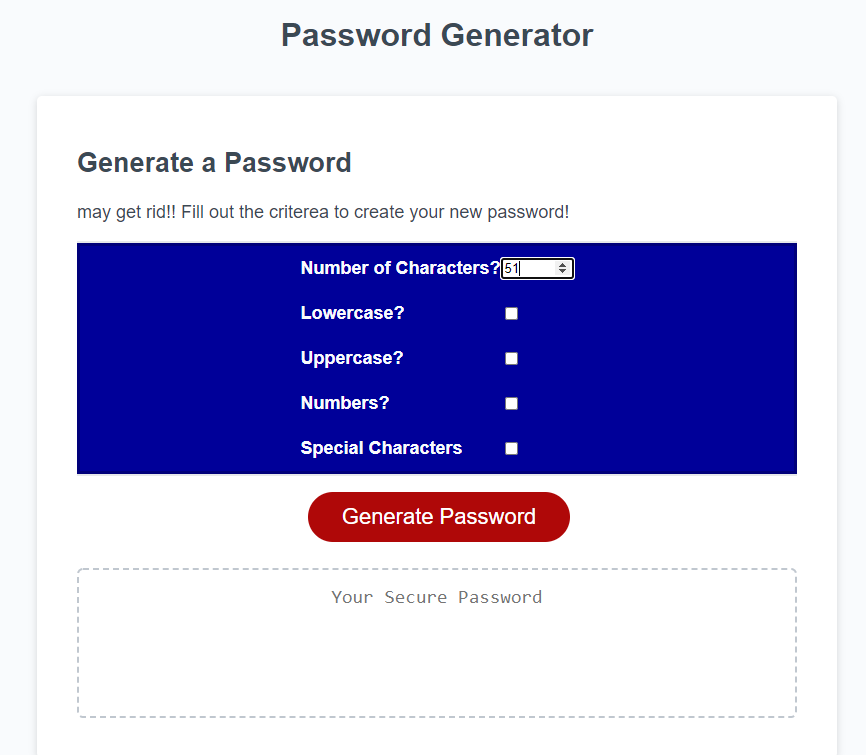 Password Generator
Generate a Password
may get rid!! Fill out the criterea to create your new password!
Number of Characters? 51
Lowercase?
Uppercase?
Numbers?
Special Characters
Generate Password
Your Secure Password